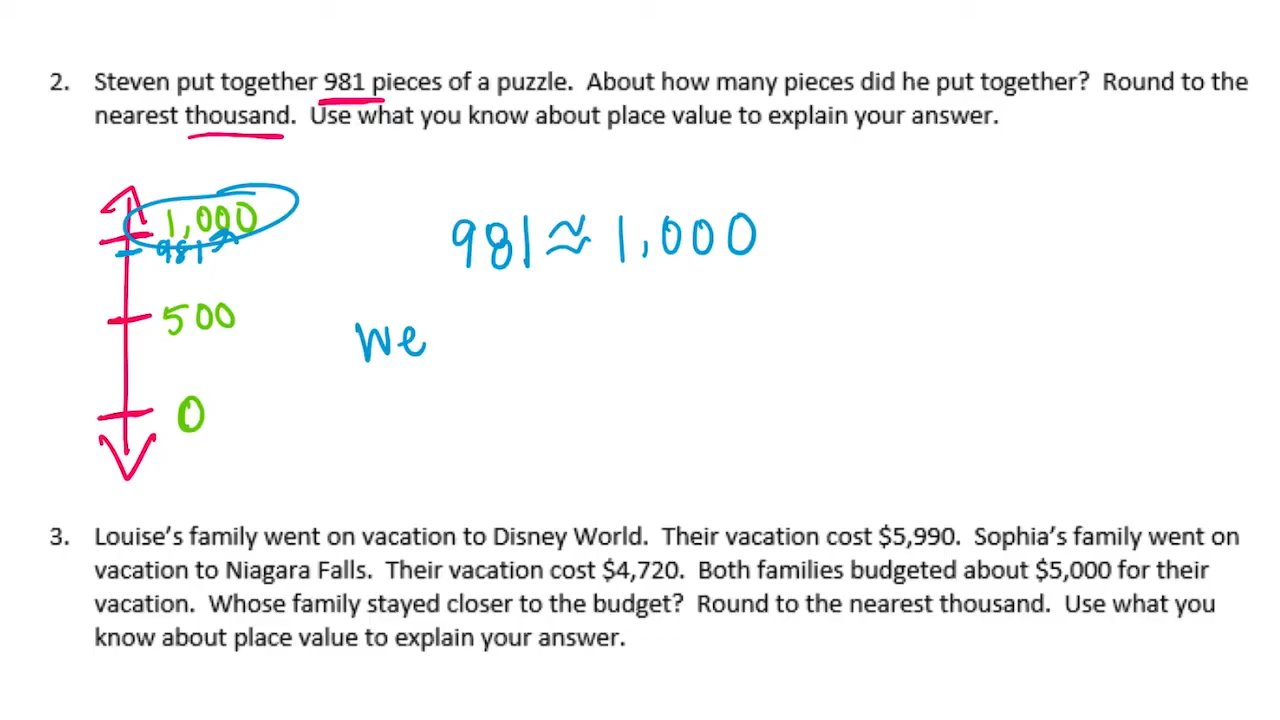 2. Steven put together 981 pieces of a puzzle. About how many pieces did he put together? Round to the
nearest thousand. Use what you know about place value to explain your answer.
1,000
981
981 ≈ 1,000
500
we
0
3. Louise’s family went on vacation to Disney World. Their vacation cost $5,990. Sophia’s family went on
vacation to Niagara Falls. Their vacation cost $4,720. Both families budgeted about $5,000 for their
vacation. Whose family stayed closer to the budget? Round to the nearest thousand. Use what you
know about place value to explain your answer.